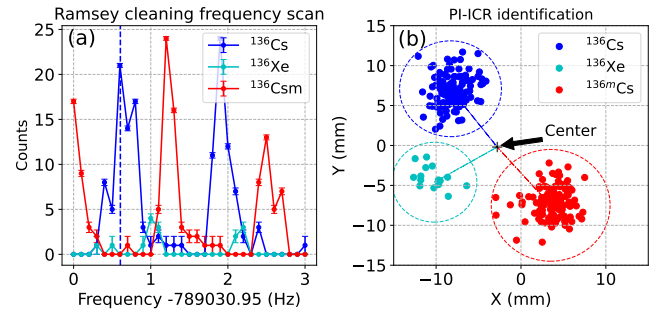 Ramsey cleaning frequency scan
(a)
¹³⁶Cs
¹³⁶Xe
¹³⁶Csm
Counts
25
20
15
10
5
0
0
1
2
3
Frequency -789030.95 (Hz)
PI-ICR identification
(b)
¹³⁶Cs
¹³⁶Xe
¹³⁶ᵐCs
Center
Y (mm)
15
10
5
0
−5
−10
−15
−10
0
10
X (mm)